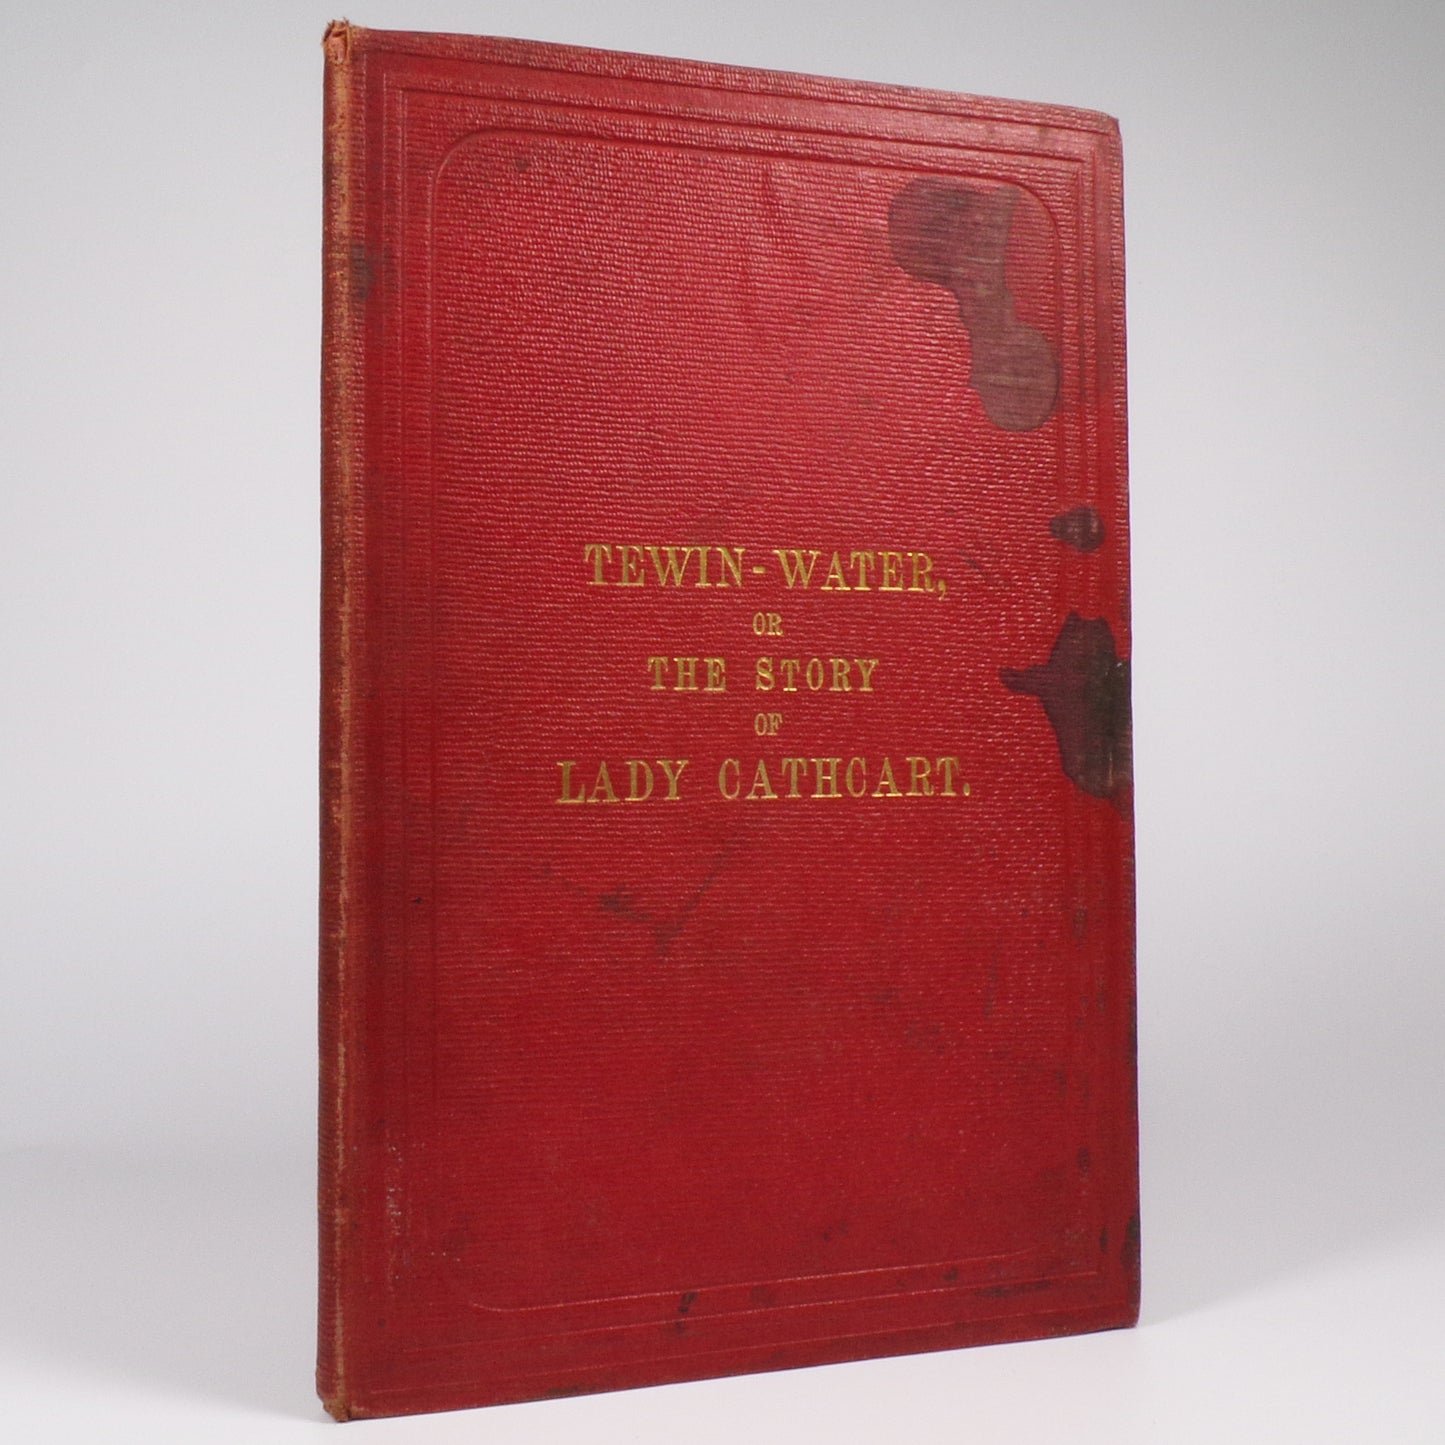 TEWIN-WATER,
OR
THE STORY
OF
LADY CATHCART.